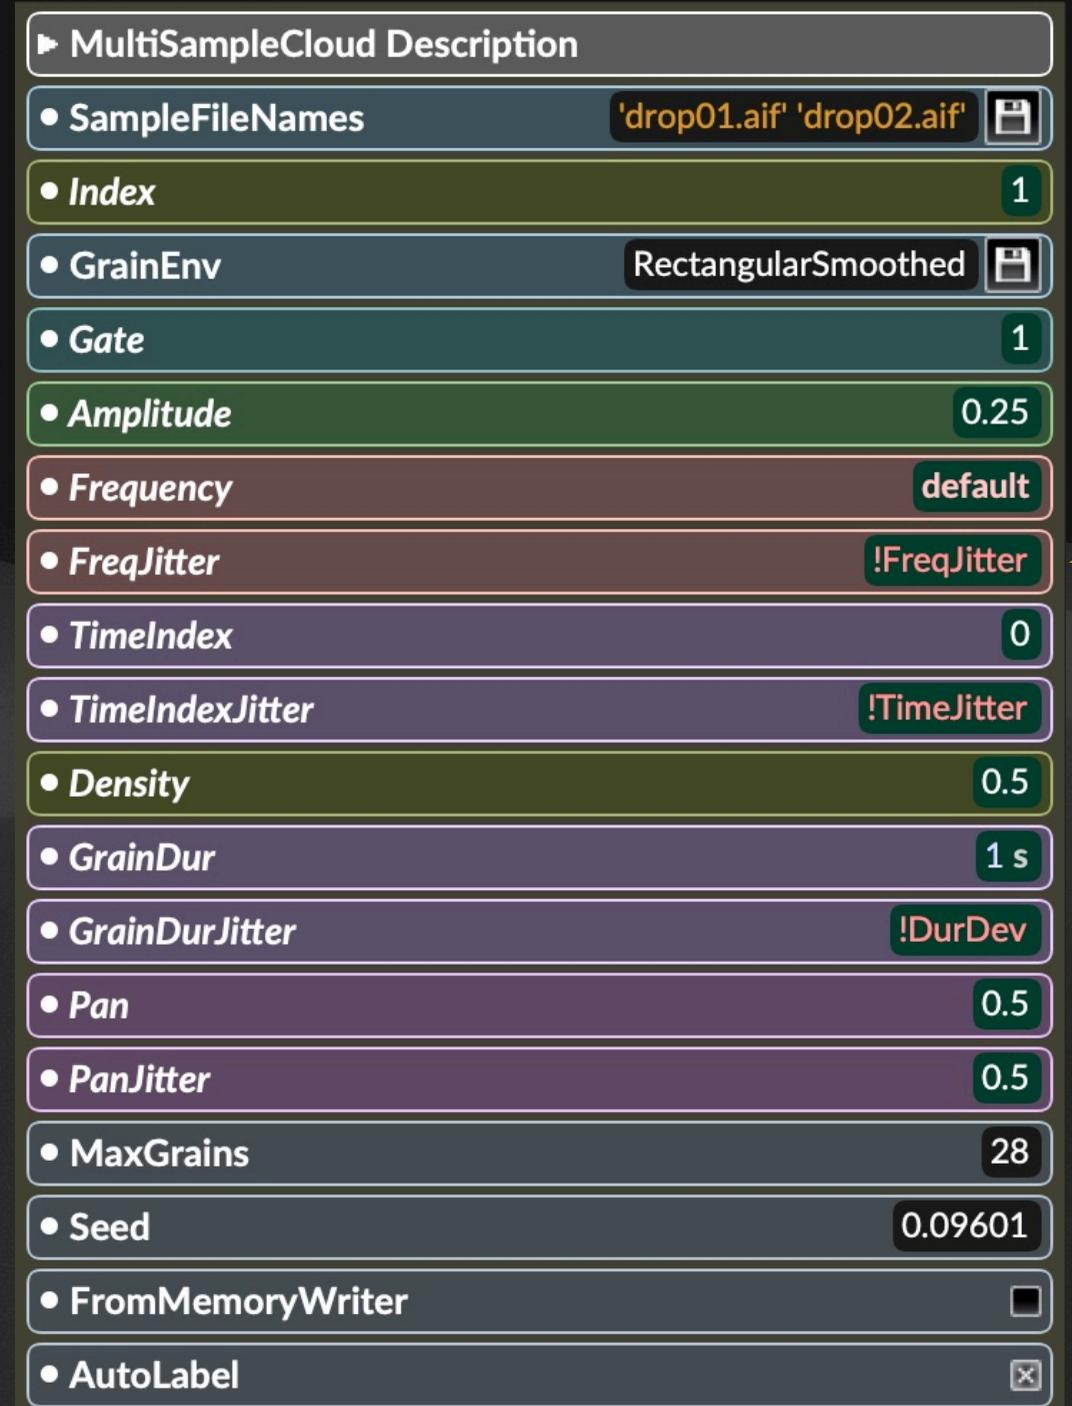 MultiSampleCloud Description
SampleFileNames 'drop01.aif' 'drop02.aif'
Index 1
GrainEnv RectangularSmoothed
Gate 1
Amplitude 0.25
Frequency default
FreqJitter !FreqJitter
TimeIndex 0
TimeIndexJitter !TimeJitter
Density 0.5
GrainDur 1 s
GrainDurJitter !DurDev
Pan 0.5
PanJitter 0.5
MaxGrains 28
Seed 0.09601
FromMemoryWriter
AutoLabel